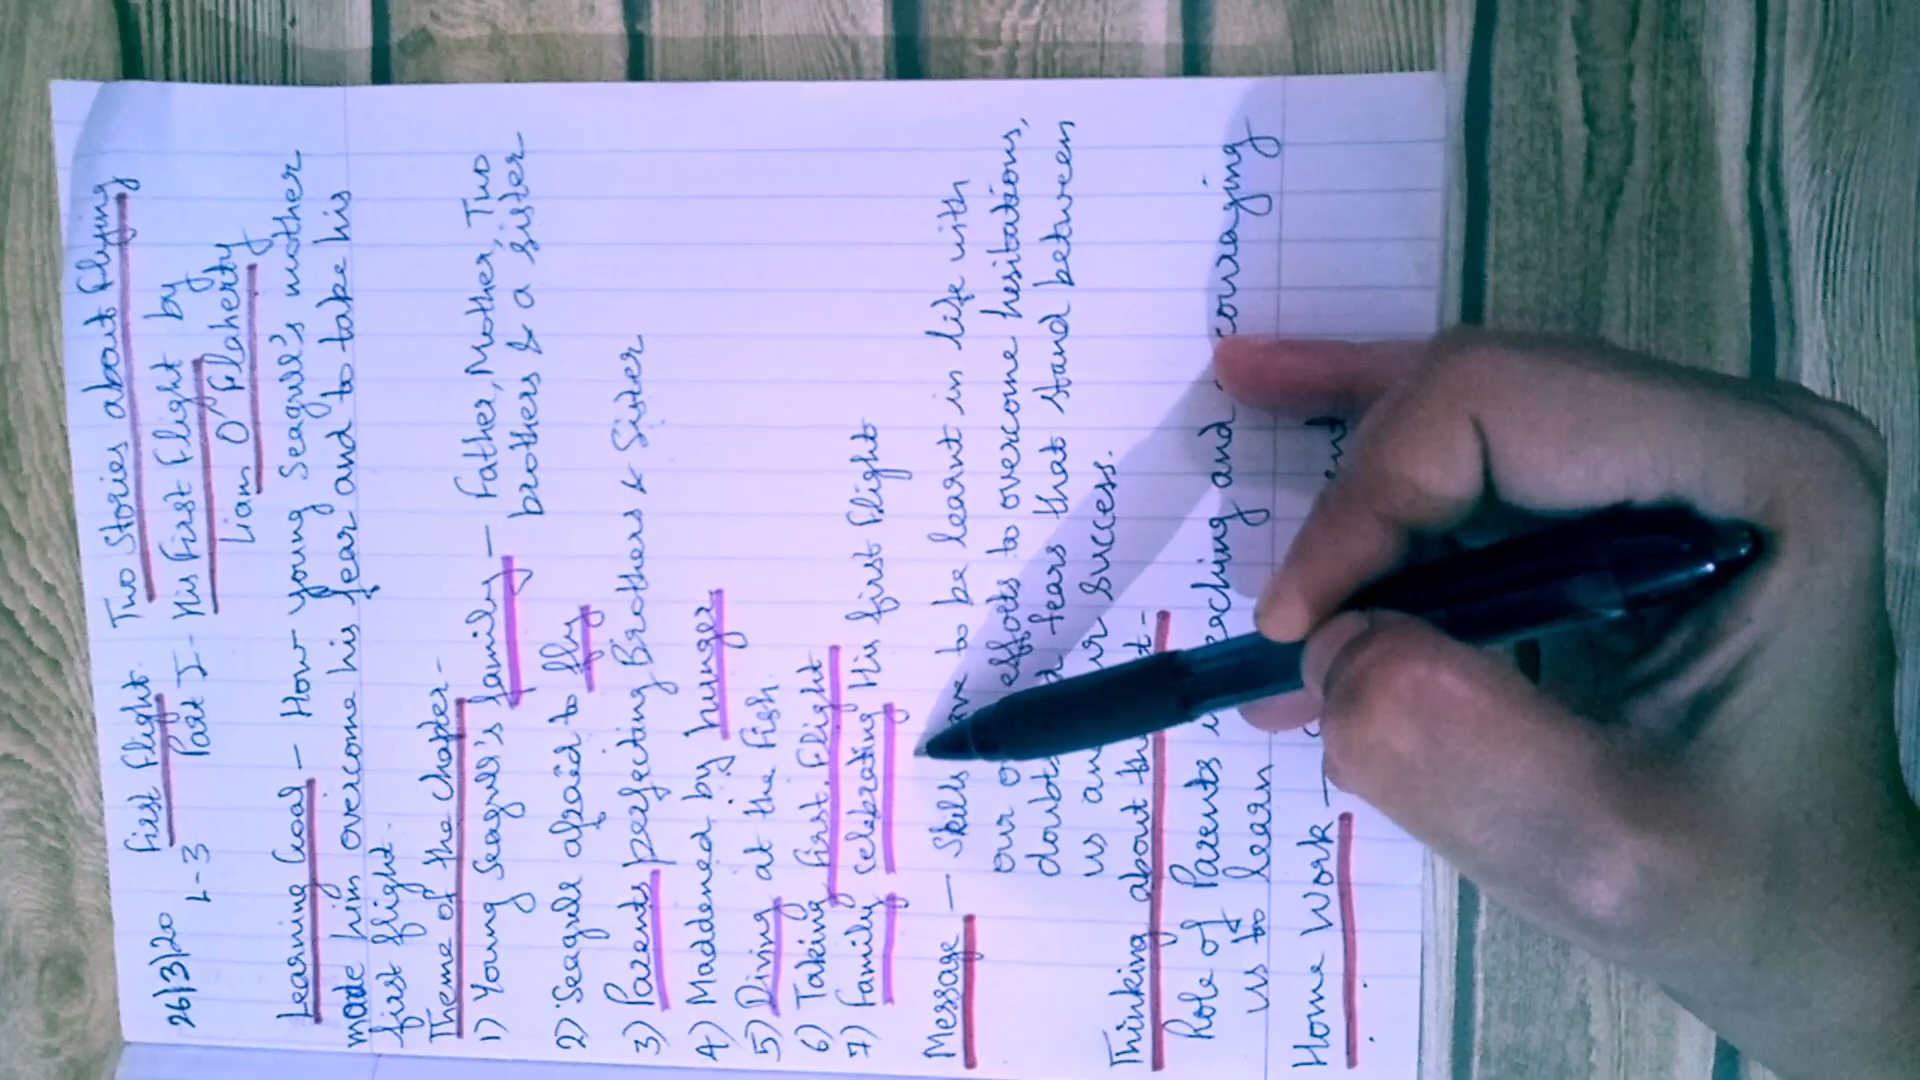 26/3/20 First Flight. Two Stories about Flying
L-3 Part I - His First Flight by
Liam O'Flaherty
Learning Goal - How young Seagull's mother
made him overcome his fear and to take his
first flight.
Theme of the Chapter -
1) Young Seagull's family - Father, Mother, Two
brothers & a sister
2) Seagull afraid to fly
3) Parents perfecting Brothers & Sister
4) Maddened by hunger
5) Diving at the Fish.
6) Taking first Flight
7) Family celebrating His first Flight
Message - Skills to be learnt in life with
our efforts to overcome hesitations,
doubts fears that stand between
us success.
Thinking about
Role of Parents and
us to learn
Home Work -